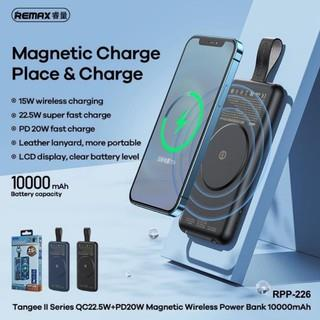 REMAX 睿量
Magnetic Charge
Place & Charge
15W wireless charging
22.5W super fast charge
PD 20W fast charge
Leather lanyard, more portable
LCD display, clear battery level
10000 mAh
Battery capacity
RPP-226
Tangee II Series QC22.5W+PD20W Magnetic Wireless Power Bank 10000mAh